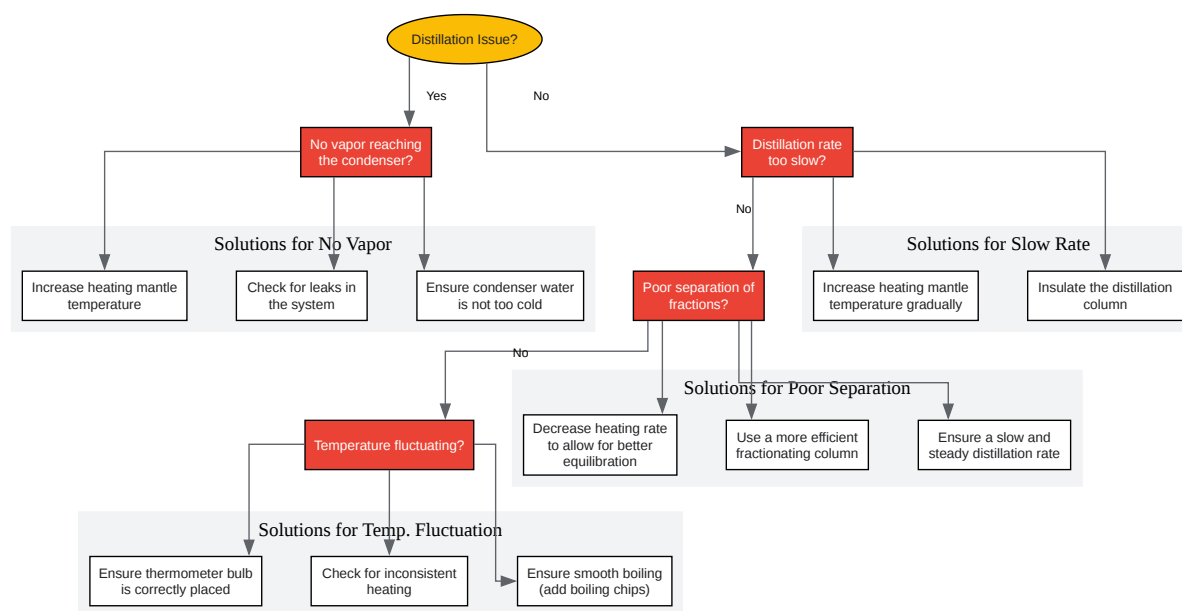 Distillation Issue?
Yes
No
No vapor reaching
the condenser?
Distillation rate
too slow?
No
Solutions for No Vapor
Increase heating mantle
temperature
Check for leaks in
the system
Ensure condenser water
is not too cold
Poor separation of
fractions?
Solutions for Slow Rate
Increase heating mantle
temperature gradually
Insulate the distillation
column
No
Solutions for Poor Separation
Decrease heating rate
to allow for better
equilibration
Use a more efficient
fractionating column
Ensure a slow and
steady distillation rate
Temperature fluctuating?
Solutions for Temp. Fluctuation
Ensure thermometer bulb
is correctly placed
Check for inconsistent
heating
Ensure smooth boiling
(add boiling chips)